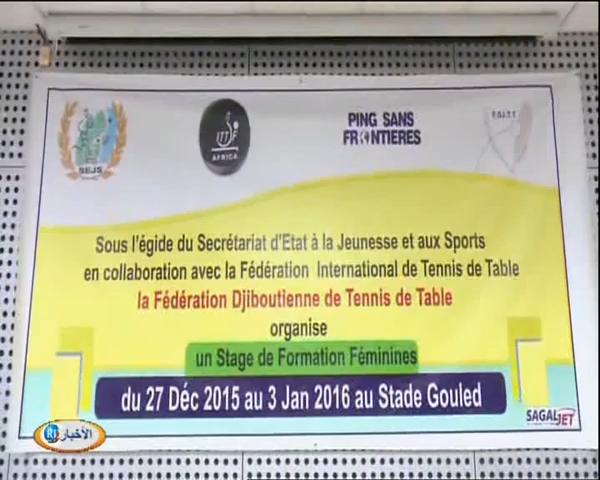 SEJS
ITTF
AFRICA
PING SANS
FRONTIERES
Sous l'égide du Secrétariat d'Etat à la Jeunesse et aux Sports
en collaboration avec la Fédération International de Tennis de Table
la Fédération Djiboutienne de Tennis de Table
organise
un Stage de Formation Féminines
du 27 Déc 2015 au 3 Jan 2016 au Stade Gouled
SAGALJET
الأخبار